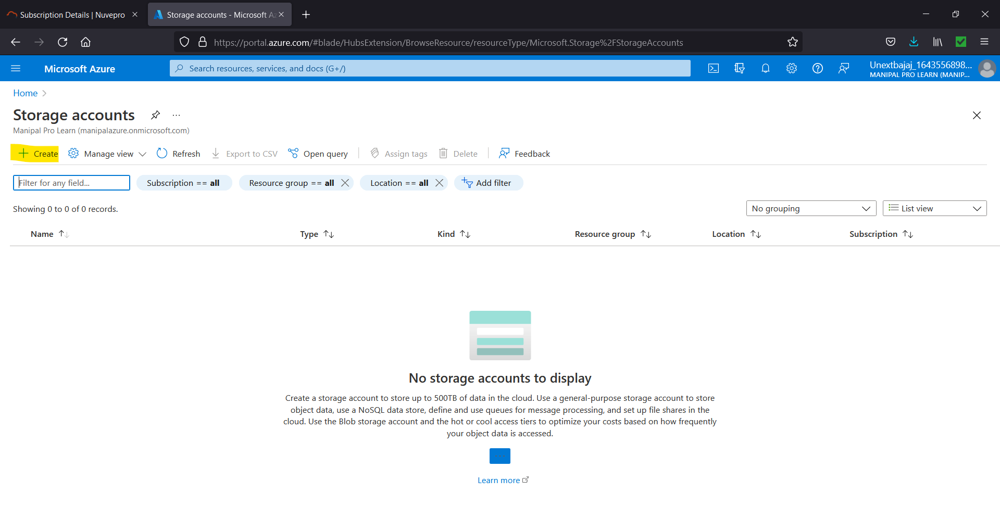 Subscription Details | Nuvepro
Storage accounts - Microsoft Az
https://portal.azure.com/#blade/HubsExtension/BrowseResource/resourceType/Microsoft.Storage%2FStorageAccounts
Microsoft Azure
Search resources, services, and docs (G+/)
Unextbajaj_1643556898...
MANIPAL PRO LEARN (MANIP...
Home
Storage accounts
Manipal Pro Learn (manipalazure.onmicrosoft.com)
Create Manage view Refresh Export to CSV Open query Assign tags Delete Feedback
Filter for any field... Subscription == all Resource group == all Location == all Add filter
Showing 0 to 0 of 0 records. No grouping List view
Name Type Kind Resource group Location Subscription
No storage accounts to display
Create a storage account to store up to 500TB of data in the cloud. Use a general-purpose storage account to store
object data, use a NoSQL data store, define and use queues for message processing, and set up file shares in the
cloud. Use the Blob storage account and the hot or cool access tiers to optimize your costs based on how frequently
your object data is accessed.
Learn more